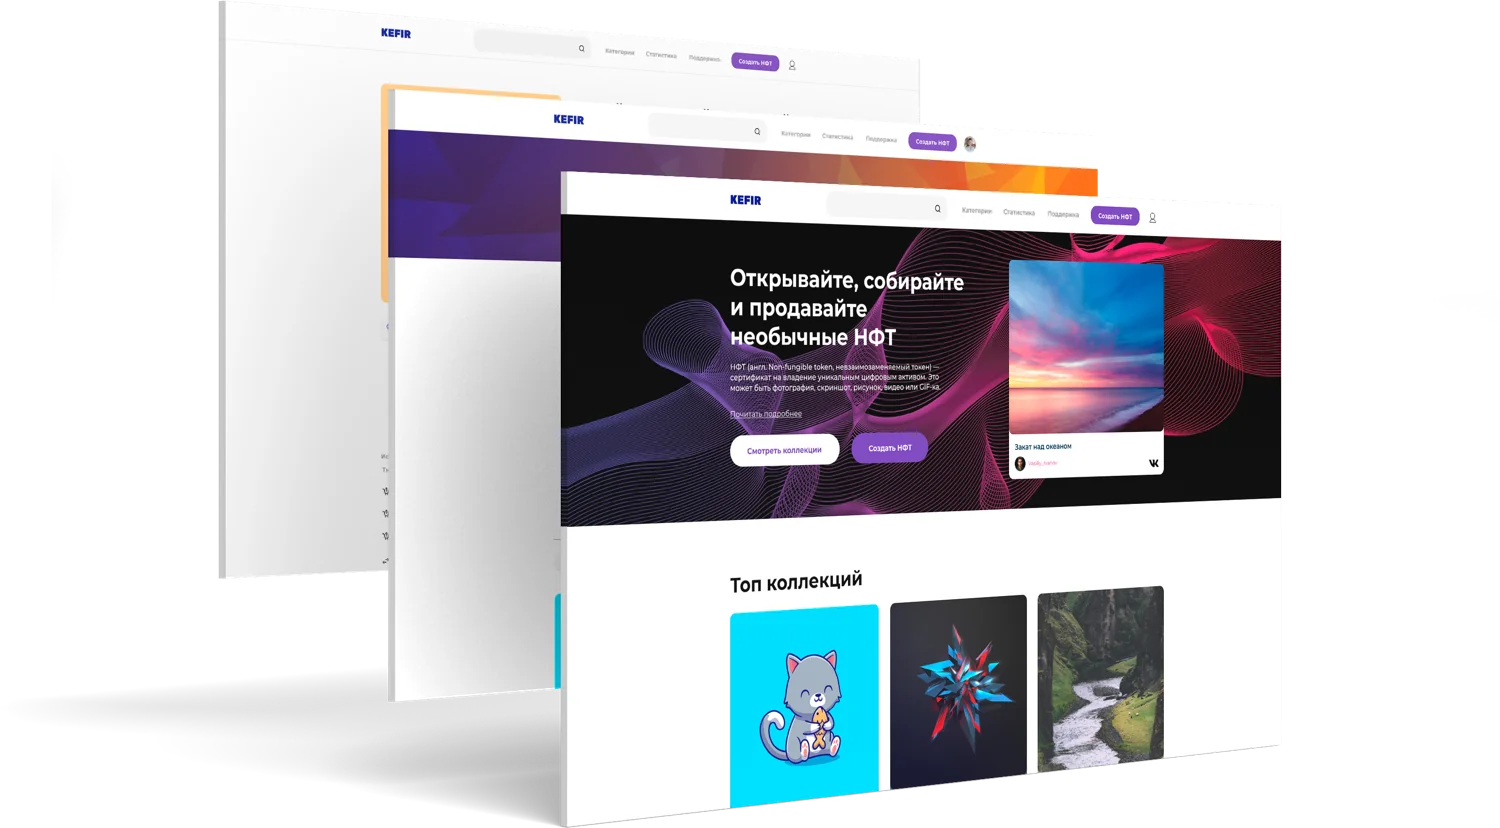 KEFIR
Категории Статистика Поддержка Создать НФТ
KEFIR
Категории Статистика Поддержка Создать НФТ
KEFIR
Категории Статистика Поддержка Создать НФТ
Открывайте, собирайте
и продавайте
необычные НФТ
НФТ (англ. Non-fungible token, невзаимозаменяемый токен) —
сертификат на владение уникальным цифровым активом. Это
может быть фотография, скриншот, рисунок, видео или GIF-ка.
Почитать подробнее
Смотреть коллекции
Создать НФТ
Закат над океаном
Топ коллекций